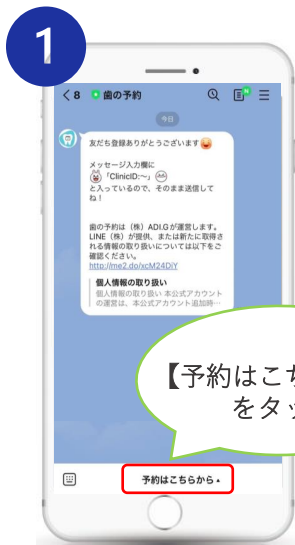 1
< 8 歯の予約
今日
友だち登録ありがとうございます
メッセージ入力欄に
「ClinicID:~」
と入っているので、そのまま送信して
ね！
歯の予約は（株）ADI.Gが運営します。
LINE（株）が提供、または新たに取得さ
れる情報の取り扱いについては以下をご
確認ください。
http://me2.do/xcM24DiY
個人情報の取り扱い
個人情報の取り扱い 本公式アカウント
の運営は、本公式アカウント追加時…
【予約はこち
をタッ
予約はこちらから▲